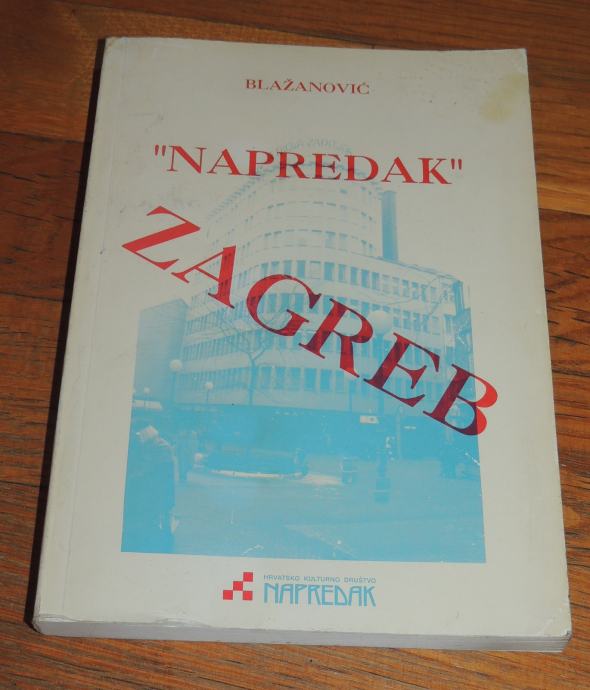 BLAŽANOVIĆ
"NAPREDAK"
ZAGREB
HRVATSKO KULTURNO DRUŠTVO
NAPREDAK